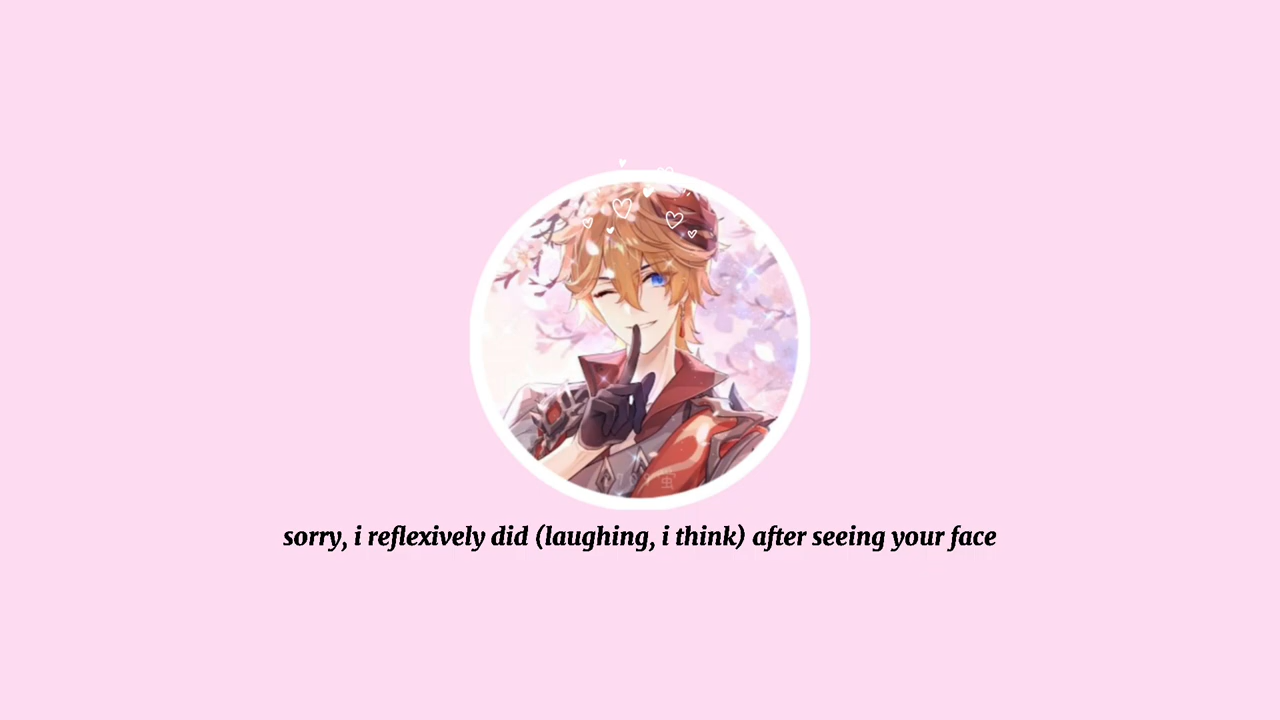 sorry, i reflexively did (laughing, i think) after seeing your face